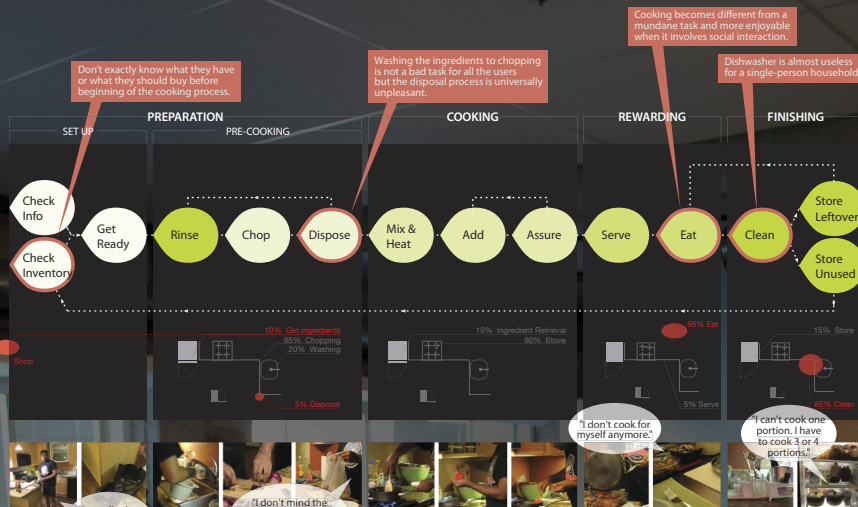 Cooking becomes different from a
mundane task and more enjoyable
when it involves social interaction.
Don't exactly know what they have
or what they should buy before
beginning of the cooking process.
Washing the ingredients to chopping
is not a bad task for all the users
but the disposal process is universally
unpleasant.
Dishwasher is almost useless
for a single-person household
PREPARATION
COOKING
REWARDING
FINISHING
SET UP
PRE-COOKING
Check
Info
Check
Inventory
Get
Ready
Rinse
Chop
Dispose
Mix &
Heat
Add
Assure
Serve
Eat
Clean
Store
Leftover
Store
Unused
Shop
10% Get ingredients
65% Chopping
20% Washing
5% Disposal
10% Ingredient Retrieval
90% Stove
95% Eat
5% Serve
15% Store
85% Clean
"I don't cook for
myself anymore."
"I can't cook one
portion. I have
to cook 3 or 4
portions."
"I don't mind the